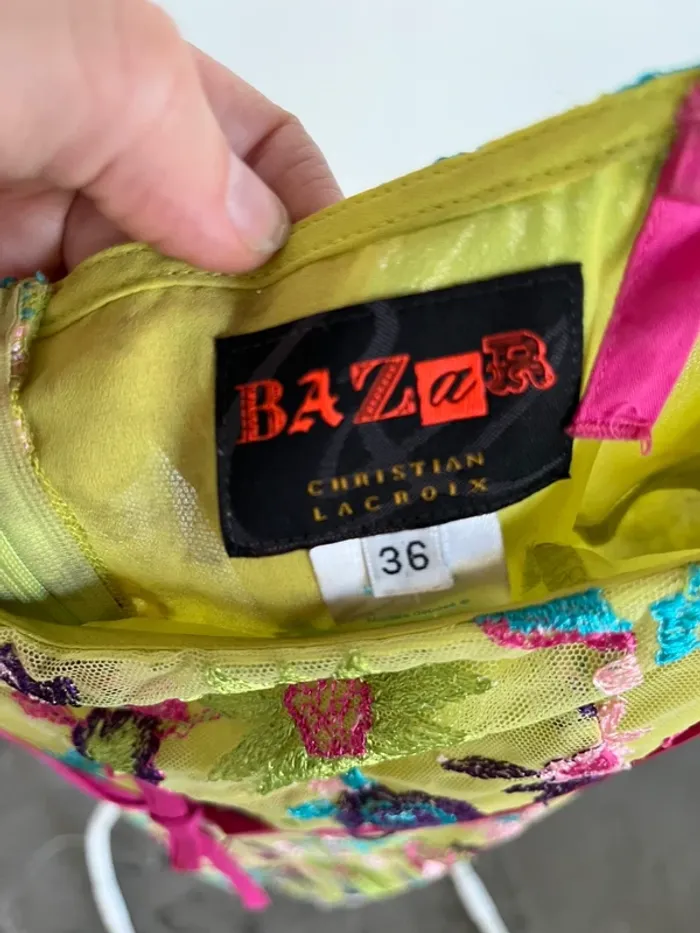 BAZaR
CHRISTIAN
LACROIX
36